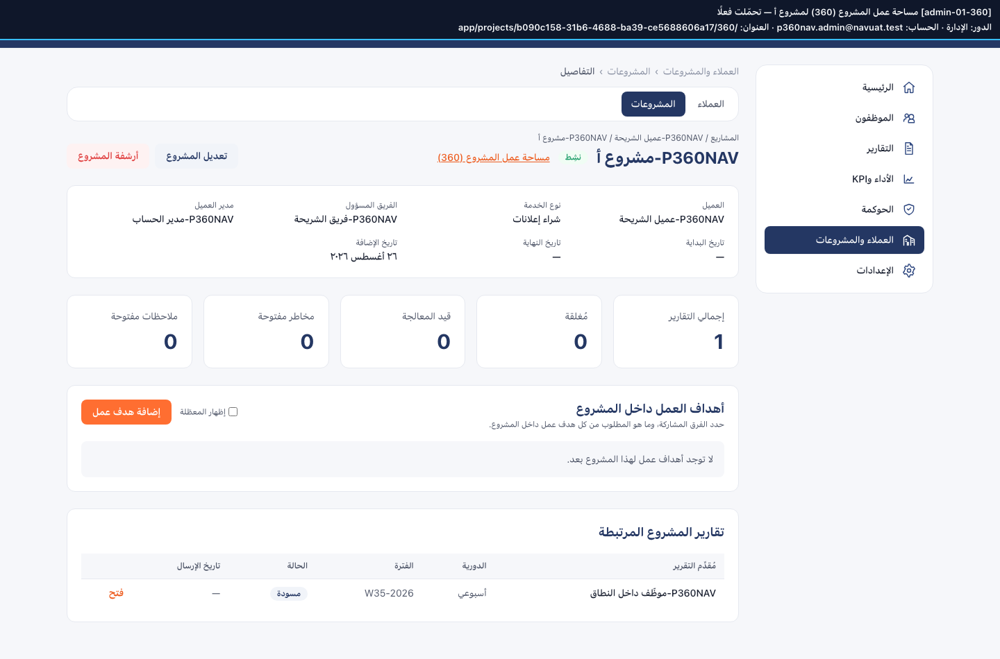 [admin-01-360] مساحة عمل المشروع (360) لمشروع أ — تحمّلت فعلًا
الدور: الإدارة · الحساب: p360nav.admin@navuat.test · العنوان: /app/projects/b090c158-31b6-4688-ba39-ce5688606a17/360
الرئيسية
الموظفون
التقارير
الأداء وKPI
الحوكمة
العملاء والمشروعات
الإعدادات
العملاء والمشروعات › المشروعات › التفاصيل
العملاء المشروعات
المشاريع / P360NAV-عميل الشريحة / P360NAV-مشروع أ
P360NAV-مشروع أ نشِط مساحة عمل المشروع (360) تعديل المشروع أرشفة المشروع
العميل نوع الخدمة الفريق المسؤول مدير العميل
P360NAV-عميل الشريحة شراء إعلانات P360NAV-فريق الشريحة P360NAV-مدير الحساب
تاريخ البداية تاريخ النهاية تاريخ الإضافة
— — ٢٦ أغسطس ٢٠٢٦
إجمالي التقارير مُغلقة قيد المعالجة مخاطر مفتوحة ملاحظات مفتوحة
1 0 0 0 0
أهداف العمل داخل المشروع إظهار المعطّلة إضافة هدف عمل
حدد الفرق المشاركة، وما هو المطلوب من كل هدف عمل داخل المشروع.
لا توجد أهداف عمل لهذا المشروع بعد.
تقارير المشروع المرتبطة
مُقدِّم التقرير الدورية الفترة الحالة تاريخ الإرسال
P360NAV-موظّف داخل النطاق أسبوعي 2026-W35 مسودة — فتح